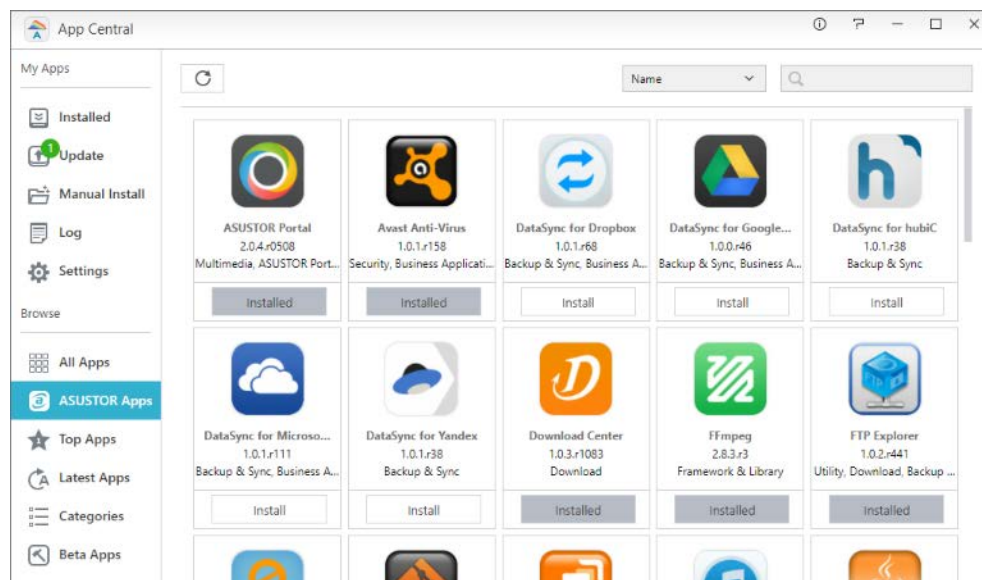 App Central
My Apps
Installed
1
Update
Manual Install
Log
Settings
Browse
All Apps
ASUSTOR Apps
Top Apps
Latest Apps
Categories
Beta Apps
Name
ASUSTOR Portal
2.0.4.r0508
Multimedia, ASUSTOR Port...
Installed
Avast Anti-Virus
1.0.1.r158
Security, Business Applicati...
Installed
DataSync for Dropbox
1.0.1.r68
Backup & Sync, Business A...
Install
DataSync for Google...
1.0.0.r46
Backup & Sync, Business A...
Install
DataSync for hubiC
1.0.1.r38
Backup & Sync
Install
DataSync for Microso...
1.0.1.r111
Backup & Sync, Business A...
Install
DataSync for Yandex
1.0.1.r38
Backup & Sync
Install
Download Center
1.0.3.r1083
Download
Installed
FFmpeg
2.8.3.r3
Framework & Library
Installed
FTP Explorer
1.0.2.r441
Utility, Download, Backup ...
Installed